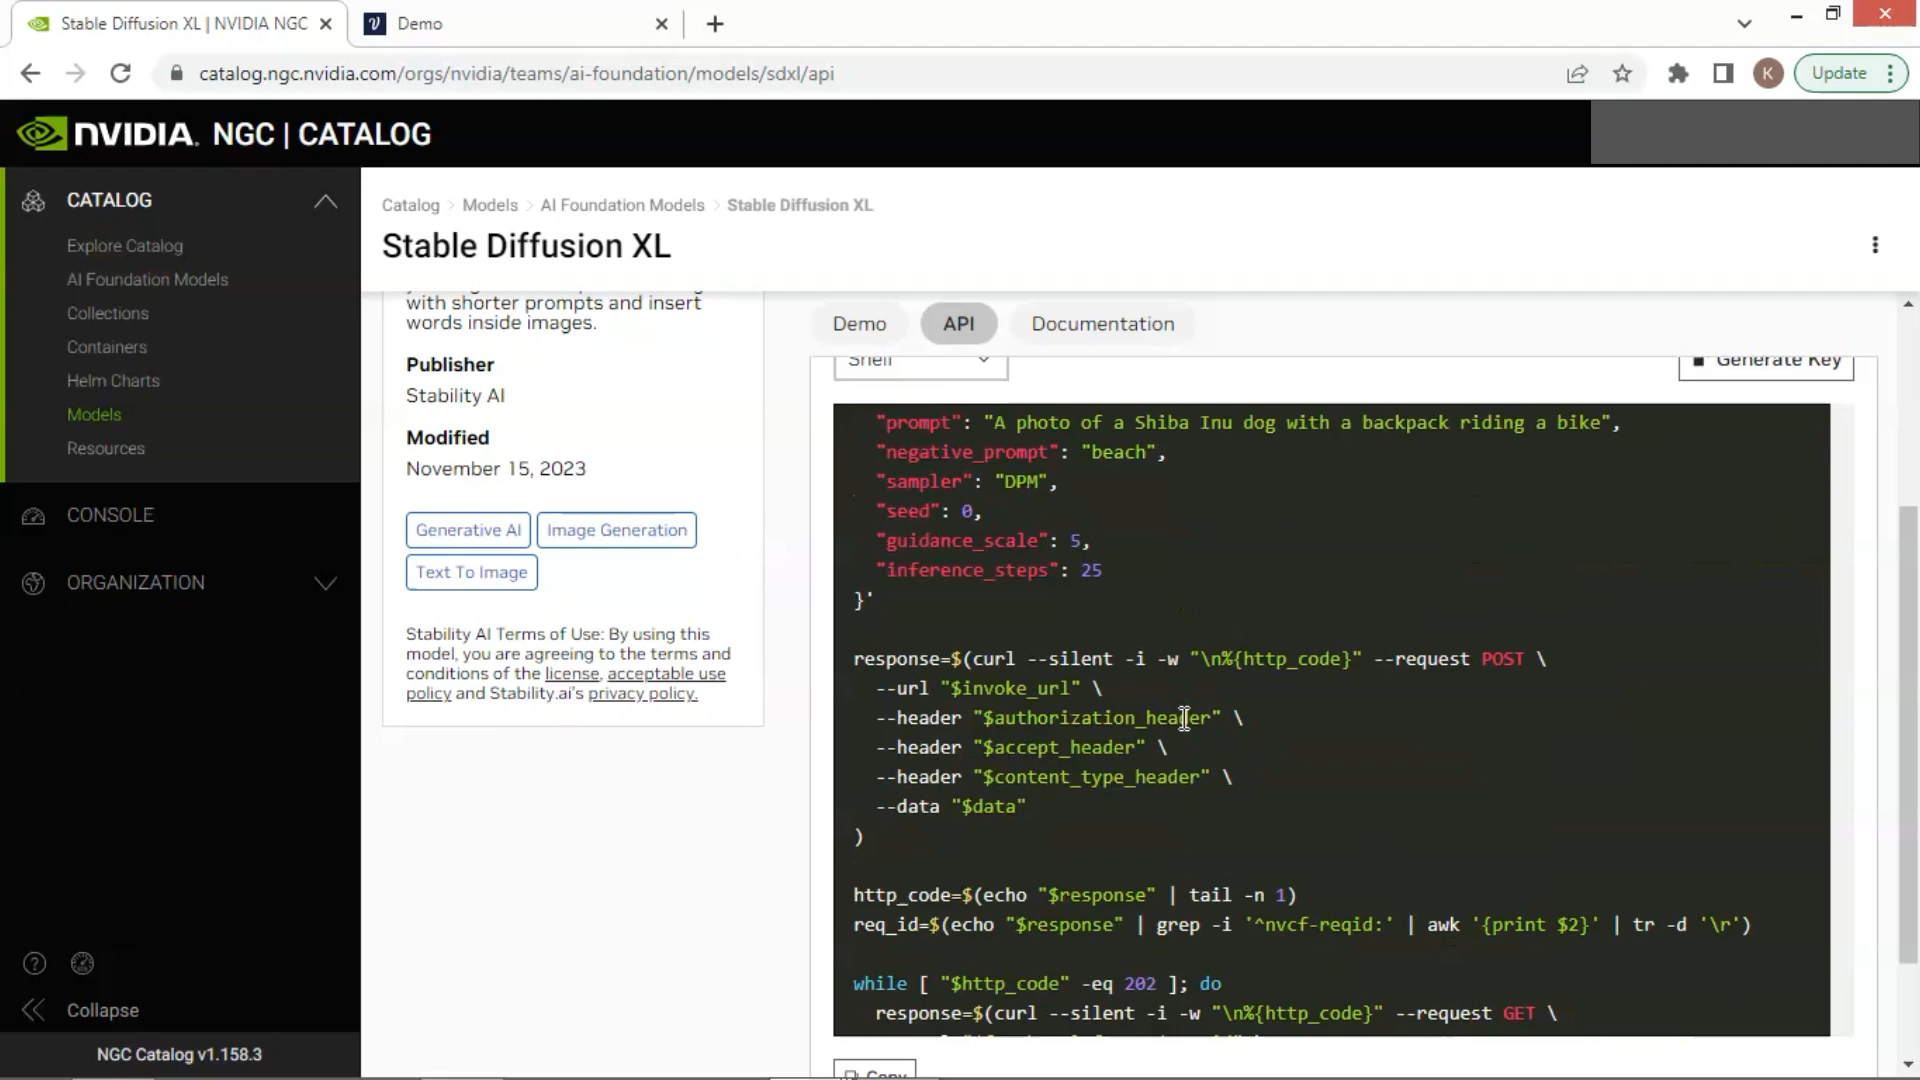 Stable Diffusion XL | NVIDIA NGC
Demo
catalog.ngc.nvidia.com/orgs/nvidia/teams/ai-foundation/models/sdxl/api
K
Update
NVIDIA. NGC | CATALOG
CATALOG
Explore Catalog
AI Foundation Models
Collections
Containers
Helm Charts
Models
Resources
CONSOLE
ORGANIZATION
Collapse
NGC Catalog v1.158.3
Catalog > Models > AI Foundation Models > Stable Diffusion XL
Stable Diffusion XL
with shorter prompts and insert
words inside images.
Publisher
Stability AI
Modified
November 15, 2023
Generative AI
Image Generation
Text To Image
Stability AI Terms of Use: By using this
model, you are agreeing to the terms and
conditions of the license, acceptable use
policy and Stability.ai's privacy policy.
Demo
API
Documentation
Shell
Generate Key
"prompt": "A photo of a Shiba Inu dog with a backpack riding a bike",
"negative_prompt": "beach",
"sampler": "DPM",
"seed": 0,
"guidance_scale": 5,
"inference_steps": 25
}'
response=$(curl --silent -i -w "\n%{http_code}" --request POST \
--url "$invoke_url" \
--header "$authorization_header" \
--header "$accept_header" \
--header "$content_type_header" \
--data "$data"
)
http_code=$(echo "$response" | tail -n 1)
req_id=$(echo "$response" | grep -i '^nvcf-reqid:' | awk '{print $2}' | tr -d '\r')
while [ "$http_code" -eq 202 ]; do
response=$(curl --silent -i -w "\n%{http_code}" --request GET \
Copy